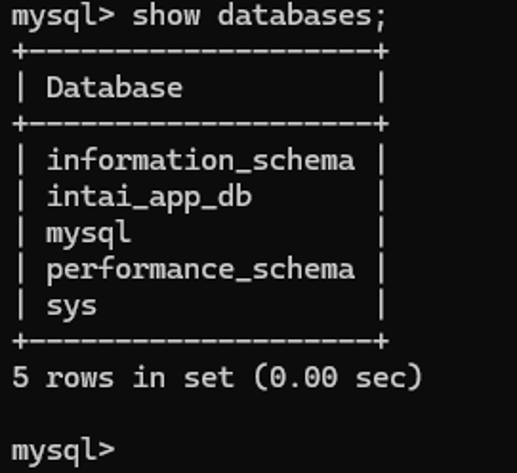 mysql> show databases;
+--------------------+
| Database           |
+--------------------+
| information_schema |
| intai_app_db       |
| mysql              |
| performance_schema |
| sys                |
+--------------------+
5 rows in set (0.00 sec)
mysql>